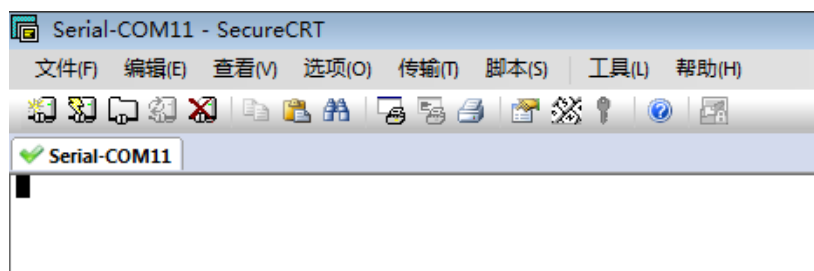 Serial-COM11 - SecureCRT
文件(F) 编辑(E) 查看(V) 选项(O) 传输(T) 脚本(S) 工具(L) 帮助(H)
Serial-COM11